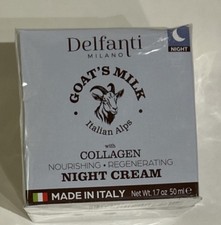 Delfanti
MILANO
NIGHT
GOAT'S MILK
Italian Alps
with
COLLAGEN
NOURISHING • REGENERATING
NIGHT CREAM
MADE IN ITALY
Net Wt. 1.7 oz 50 ml e